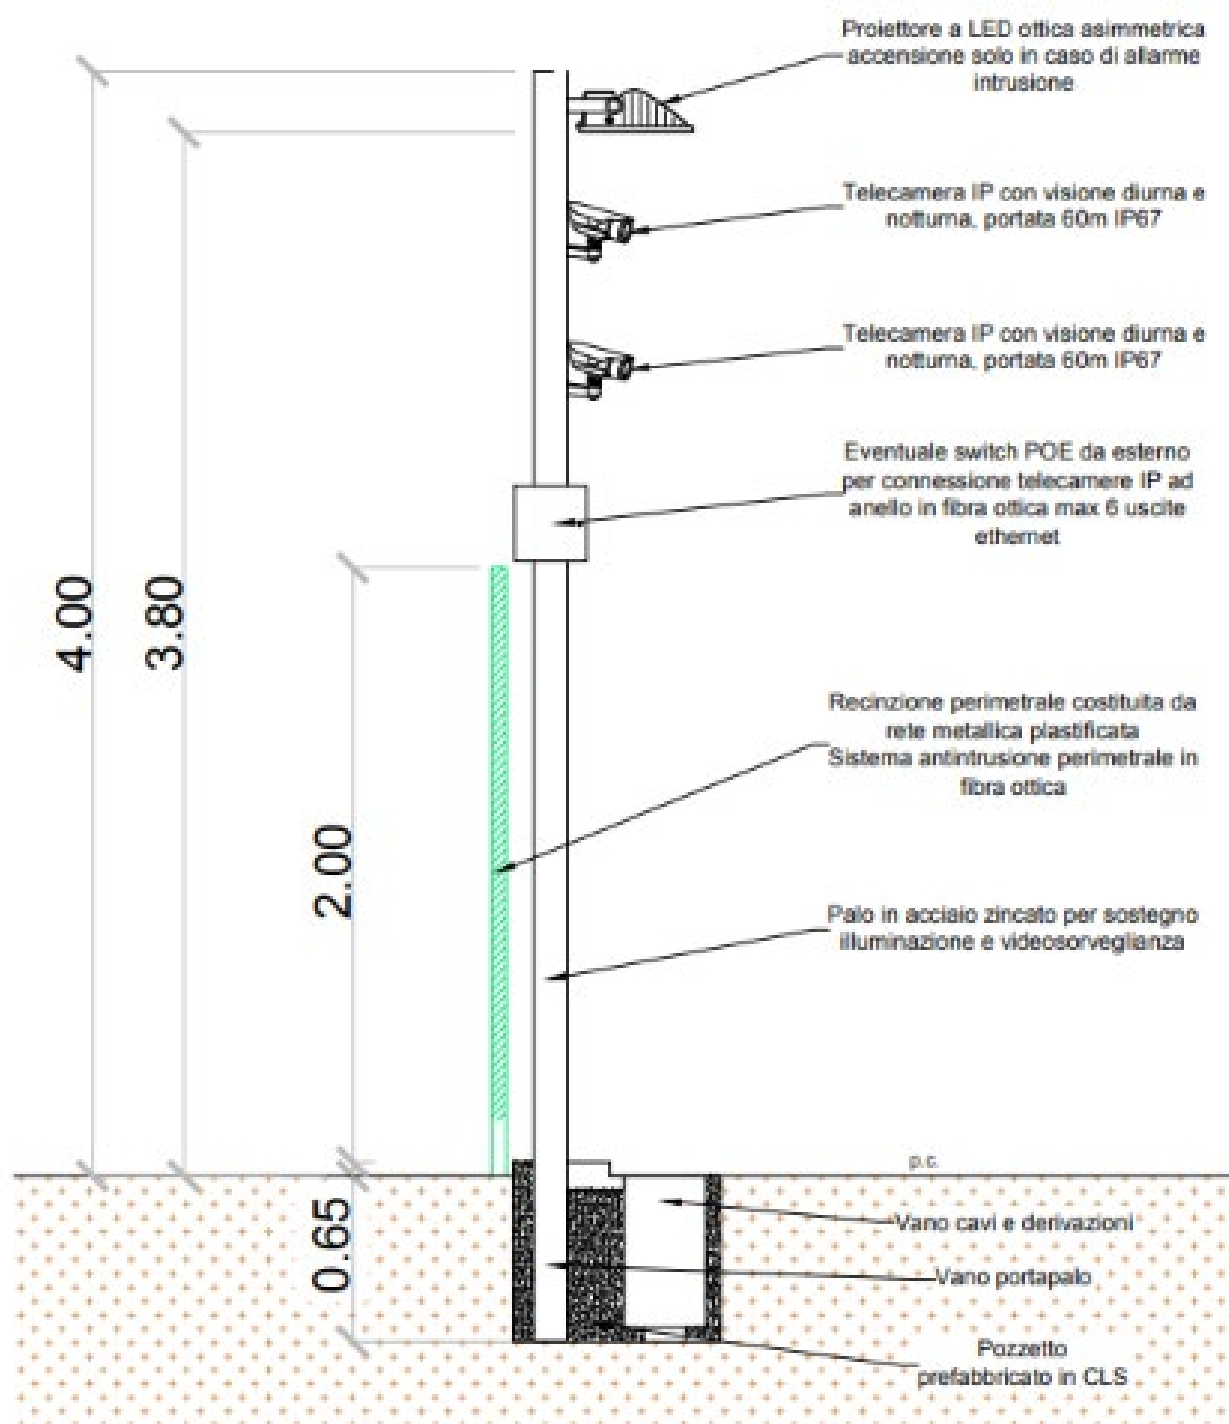 Proiettore a LED ottica asimmetrica
accensione solo in caso di allarme
intrusione
Telecamera IP con visione diurna e
notturna, portata 60m IP67
Telecamera IP con visione diurna e
notturna, portata 60m IP67
Eventuale switch POE da esterno
per connessione telecamere IP ad
anello in fibra ottica max 6 uscite
ethernet
4.00
3.80
2.00
Recinzione perimetrale costituita da
rete metallica plastificata
Sistema antintrusione perimetrale in
fibra ottica
Palo in acciaio zincato per sostegno
illuminazione e videosorveglianza
p.c.
0.65
Vano cavi e derivazioni
Vano portapalo
Pozzetto
prefabbricato in CLS